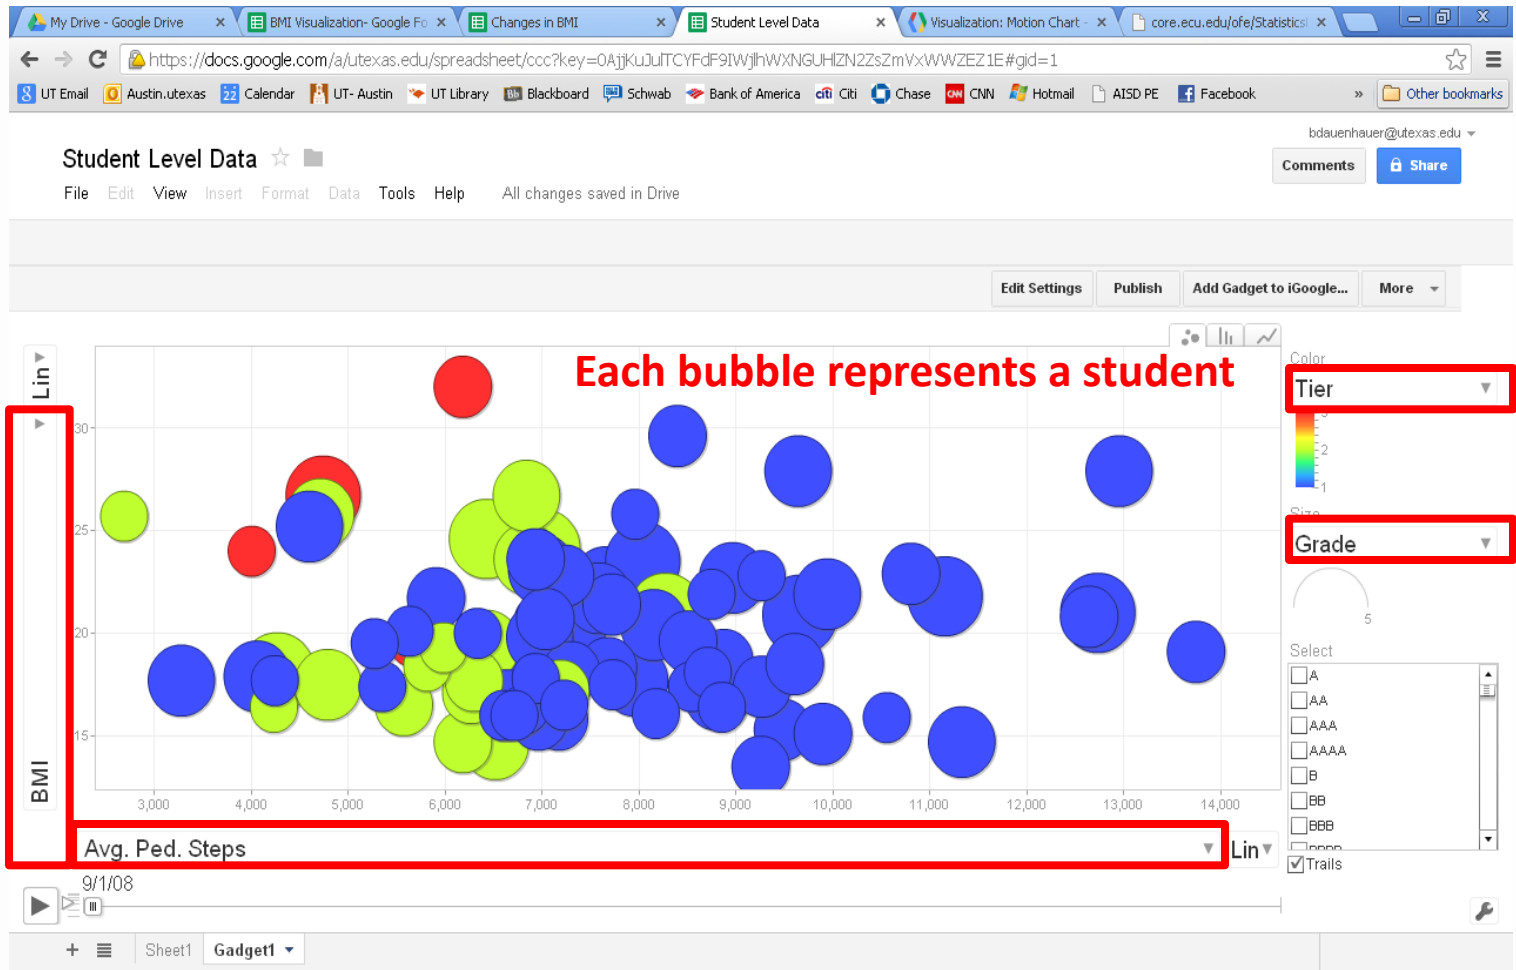 My Drive - Google Drive
BMI Visualization- Google Fo
Changes in BMI
Student Level Data
Visualization: Motion Chart -
core.ecu.edu/ofe/Statistics
https://docs.google.com/a/utexas.edu/spreadsheet/ccc?key=0AjjKuJulTCYFdF9IWjlhWXNGUHlZN2ZsZmVxWWZEZ1E#gid=1
UT Email
Austin.utexas
22 Calendar
UT- Austin
UT Library
Bb Blackboard
Schwab
Bank of America
citi Citi
Chase
CNN CNN
Hotmail
AISD PE
Facebook
»
Other bookmarks
bdauenhauer@utexas.edu
Student Level Data
Comments
Share
File Edit View Insert Format Data Tools Help All changes saved in Drive
Edit Settings
Publish
Add Gadget to iGoogle...
More
Each bubble represents a student
Lin
BMI
30
25
20
15
3,000 4,000 5,000 6,000 7,000 8,000 9,000 10,000 11,000 12,000 13,000 14,000
Avg. Ped. Steps
Lin
9/1/08
Color
Tier
2
1
Grade
5
Select
A
AA
AAA
AAAA
B
BB
BBB
Trails
Sheet1
Gadget1